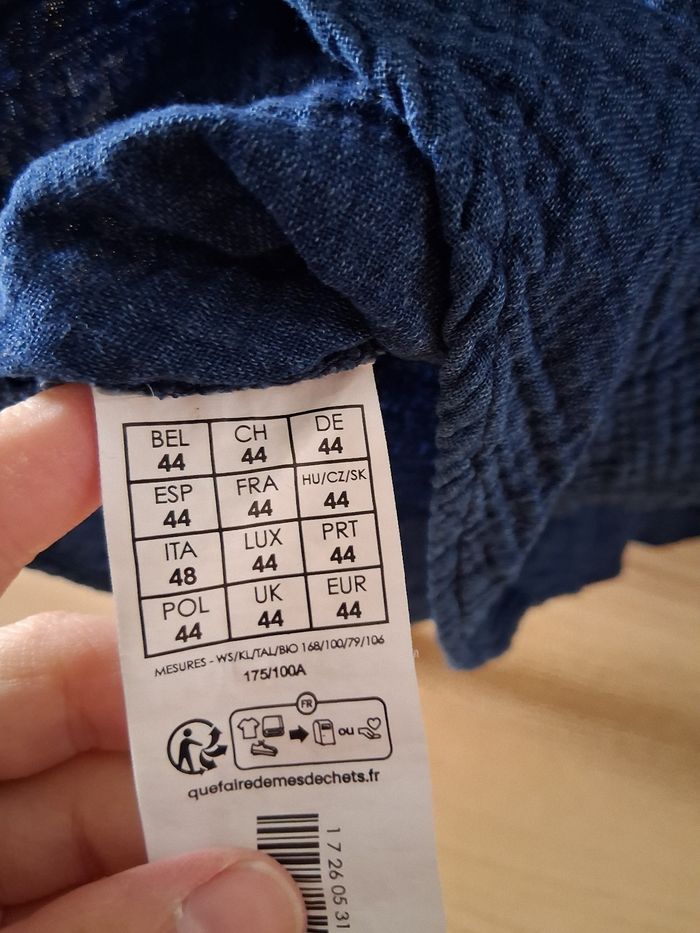 BEL CH DE
44 44 44
ESP FRA HU/CZ/SK
44 44 44
ITA LUX PRT
48 44 44
POL UK EUR
44 44 44
MESURES - WS/KL/TAL/BIO 168/100/79/106
175/100A
FR
ou
quefairedemesdechets.fr
1 7 26 05 31